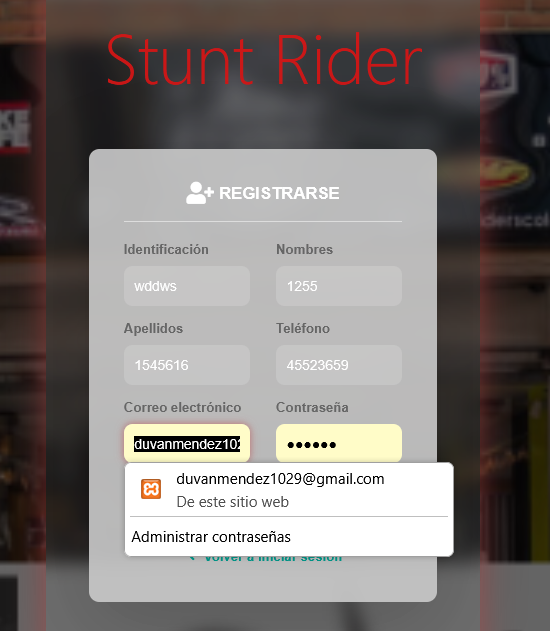 Stunt Rider
REGISTRARSE
Identificación Nombres
wddws 1255
Apellidos Teléfono
1545616 45523659
Correo electrónico Contraseña
duvanmendez102 ●●●●●●
duvanmendez1029@gmail.com
De este sitio web
Administrar contraseñas
Volver a iniciar sesión